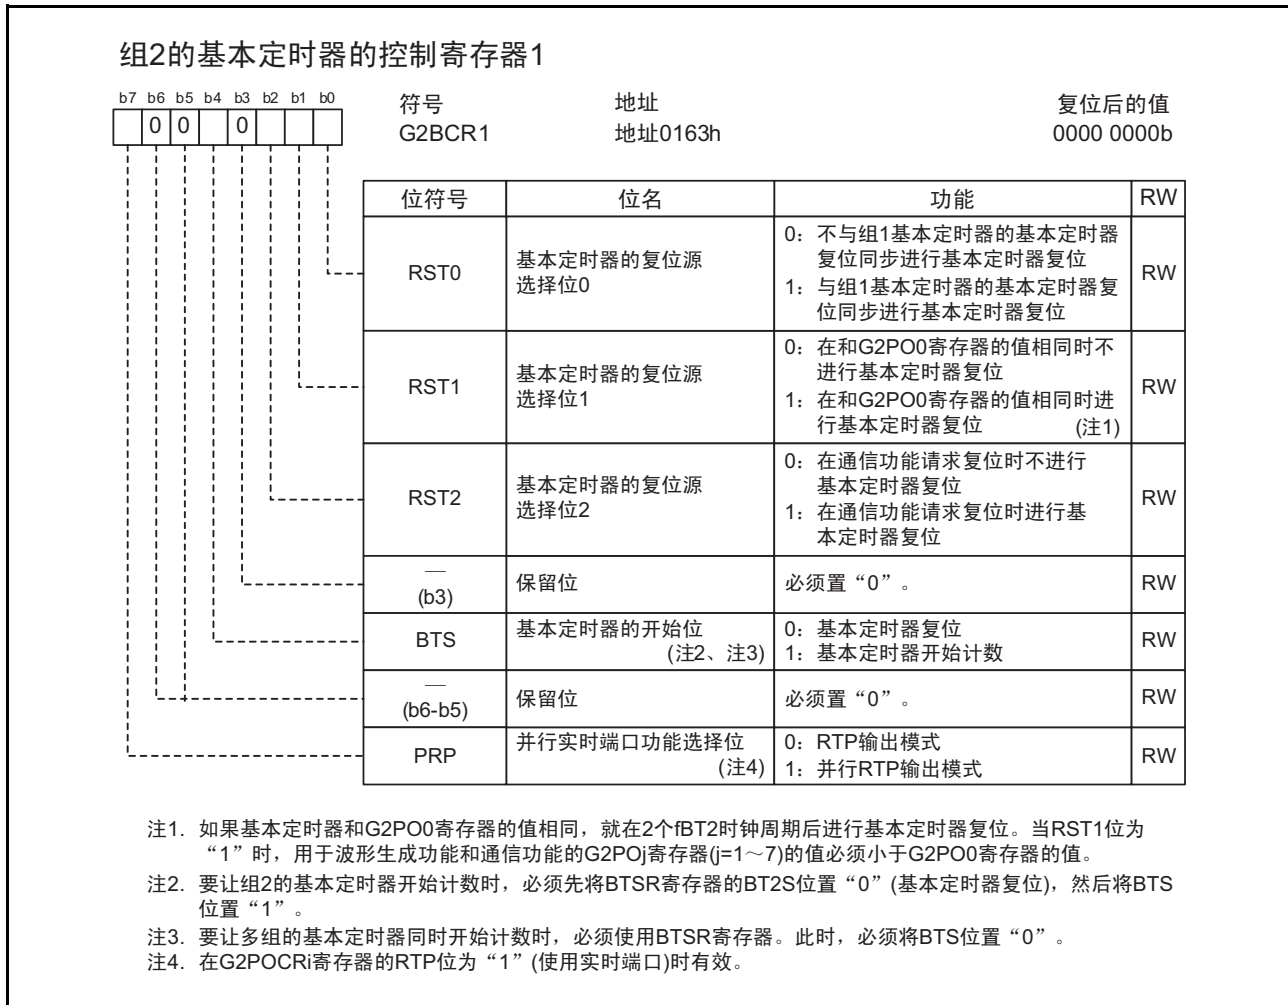 组2的基本定时器的控制寄存器1
b7 b6 b5 b4 b3 b2 b1 b0
0 0 0
符号 地址 复位后的值
G2BCR1 地址0163h 0000 0000b
位符号 位名 功能 RW
RST0
基本定时器的复位源
选择位0
0：不与组1基本定时器的基本定时器
复位同步进行基本定时器复位
1：与组1基本定时器的基本定时器复
位同步进行基本定时器复位
RW
RST1
基本定时器的复位源
选择位1
0：在和G2PO0寄存器的值相同时不
进行基本定时器复位
1：在和G2PO0寄存器的值相同时进
行基本定时器复位 (注1)
RW
RST2
基本定时器的复位源
选择位2
0：在通信功能请求复位时不进行
基本定时器复位
1：在通信功能请求复位时进行基
本定时器复位
RW
—
(b3)
保留位
必须置“0”。
RW
BTS
基本定时器的开始位
(注2、注3)
0：基本定时器复位
1：基本定时器开始计数
RW
—
(b6-b5)
保留位
必须置“0”。
RW
PRP
并行实时端口功能选择位
(注4)
0：RTP输出模式
1：并行RTP输出模式
RW
注1. 如果基本定时器和G2PO0寄存器的值相同，就在2个fBT2时钟周期后进行基本定时器复位。当RST1位为
“1”时，用于波形生成功能和通信功能的G2POj寄存器(j=1～7)的值必须小于G2PO0寄存器的值。
注2. 要让组2的基本定时器开始计数时，必须先将BTSR寄存器的BT2S位置“0”(基本定时器复位)，然后将BTS
位置“1”。
注3. 要让多组的基本定时器同时开始计数时，必须使用BTSR寄存器。此时，必须将BTS位置“0”。
注4. 在G2POCRi寄存器的RTP位为“1”(使用实时端口)时有效。